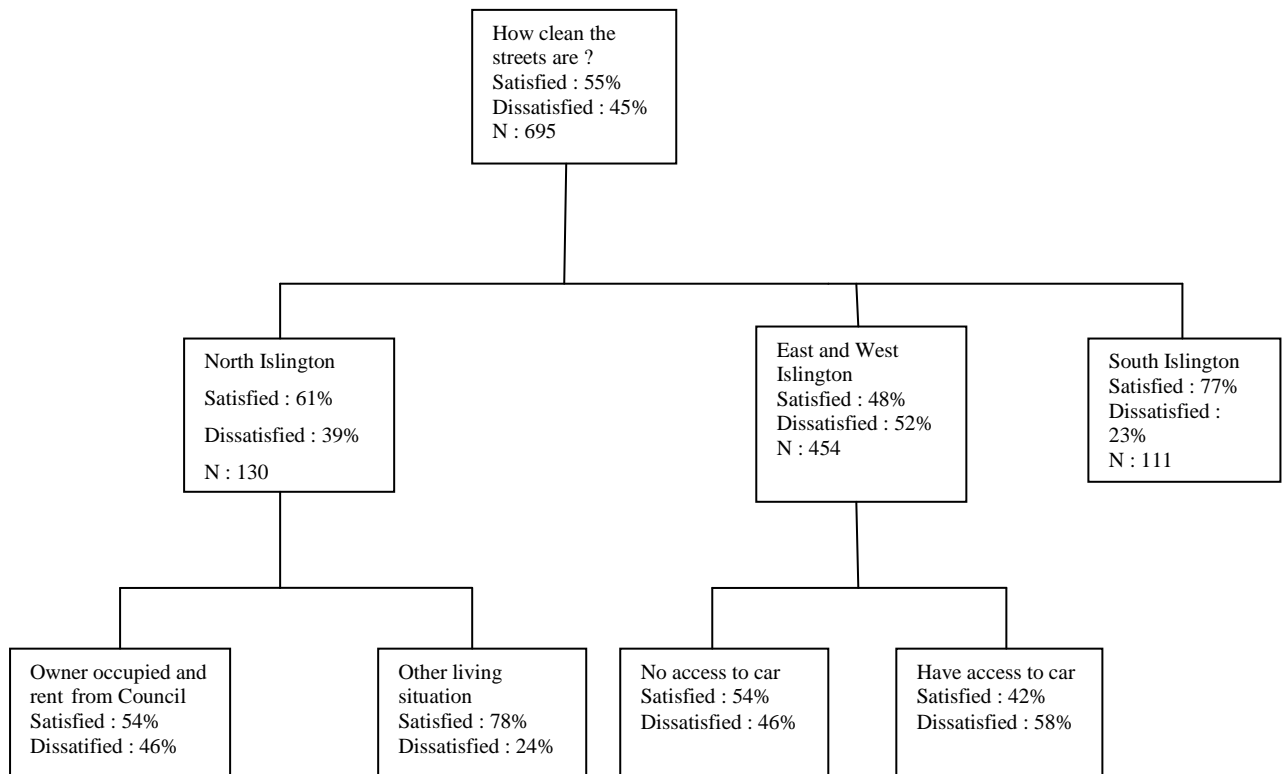 How clean the
streets are ?
Satisfied : 55%
Dissatisfied : 45%
N : 695
North Islington
Satisfied : 61%
Dissatisfied : 39%
N : 130
East and West
Islington
Satisfied : 48%
Dissatisfied : 52%
N : 454
South Islington
Satisfied : 77%
Dissatisfied :
23%
N : 111
Owner occupied and
rent from Council
Satisfied : 54%
Dissatified : 46%
Other living
situation
Satisfied : 78%
Dissatisfied : 24%
No access to car
Satisfied : 54%
Dissatisfied : 46%
Have access to car
Satisfied : 42%
Dissatisfied : 58%